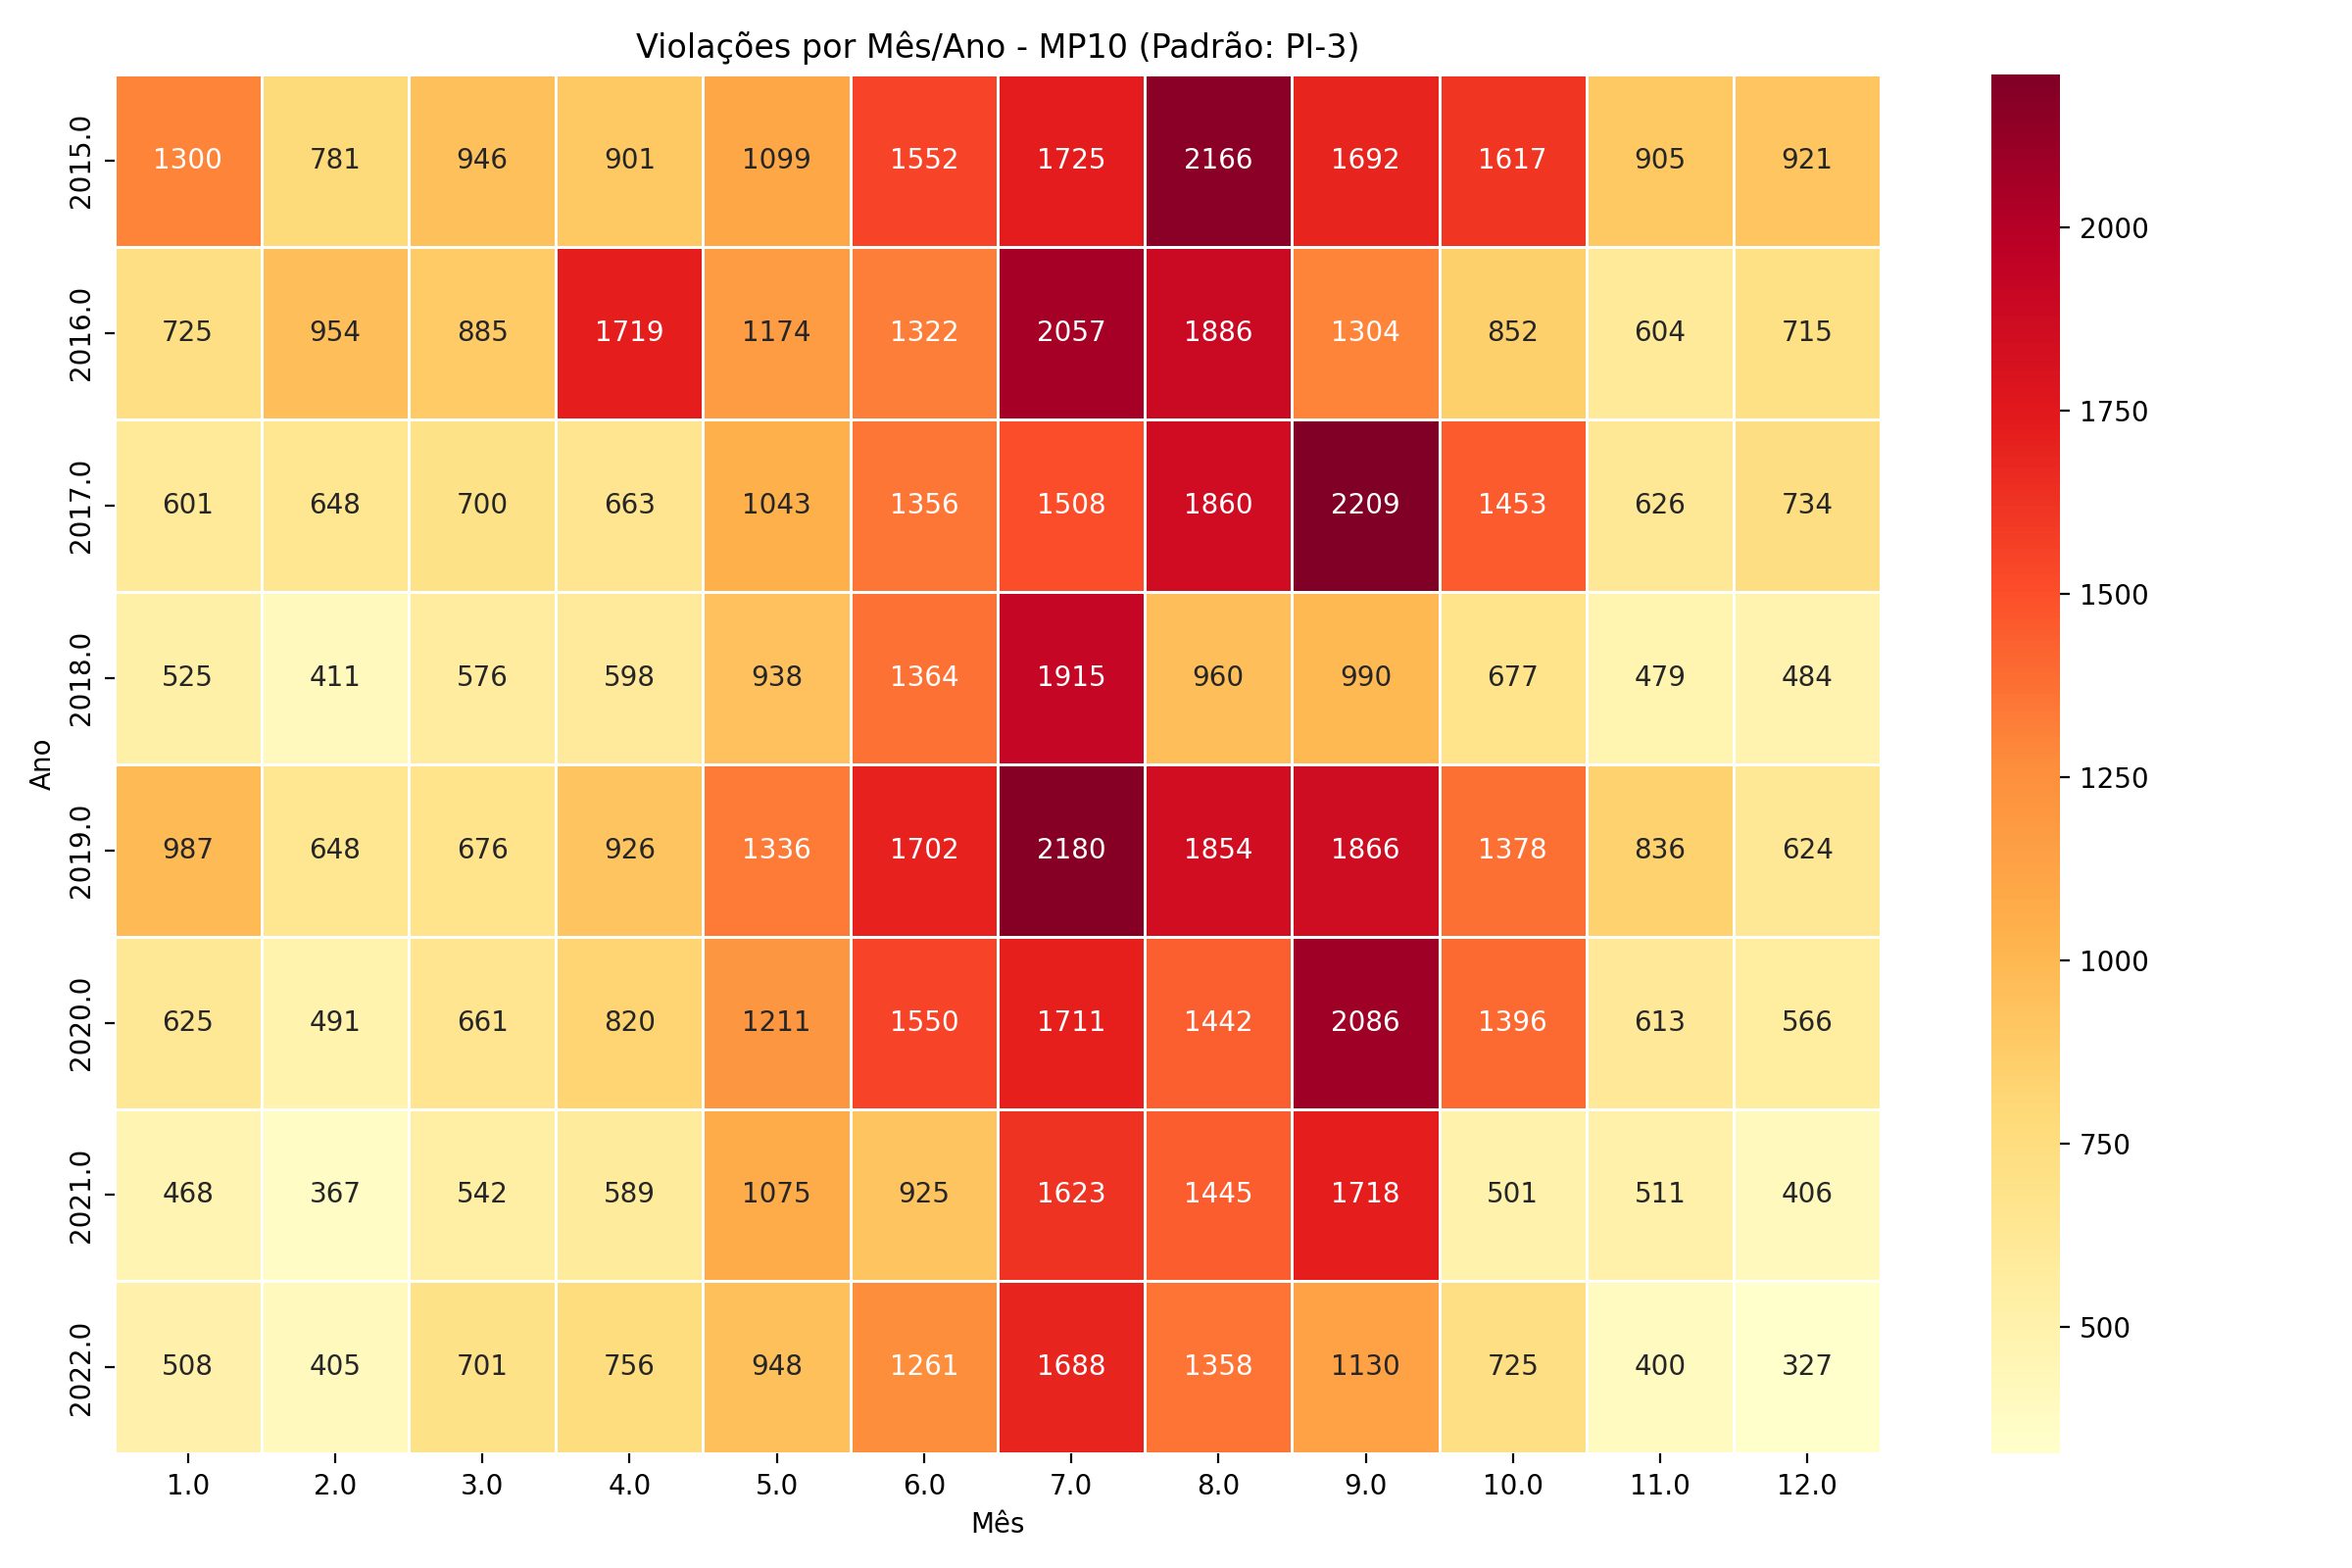 Violações por Mês/Ano - MP10 (Padrão: PI-3)
2015.0 1300 781 946 901 1099 1552 1725 2166 1692 1617 905 921
2016.0 725 954 885 1719 1174 1322 2057 1886 1304 852 604 715
2017.0 601 648 700 663 1043 1356 1508 1860 2209 1453 626 734
2018.0 525 411 576 598 938 1364 1915 960 990 677 479 484
2019.0 987 648 676 926 1336 1702 2180 1854 1866 1378 836 624
2020.0 625 491 661 820 1211 1550 1711 1442 2086 1396 613 566
2021.0 468 367 542 589 1075 925 1623 1445 1718 501 511 406
2022.0 508 405 701 756 948 1261 1688 1358 1130 725 400 327
1.0 2.0 3.0 4.0 5.0 6.0 7.0 8.0 9.0 10.0 11.0 12.0
Mês
Ano
2000
1750
1500
1250
1000
750
500